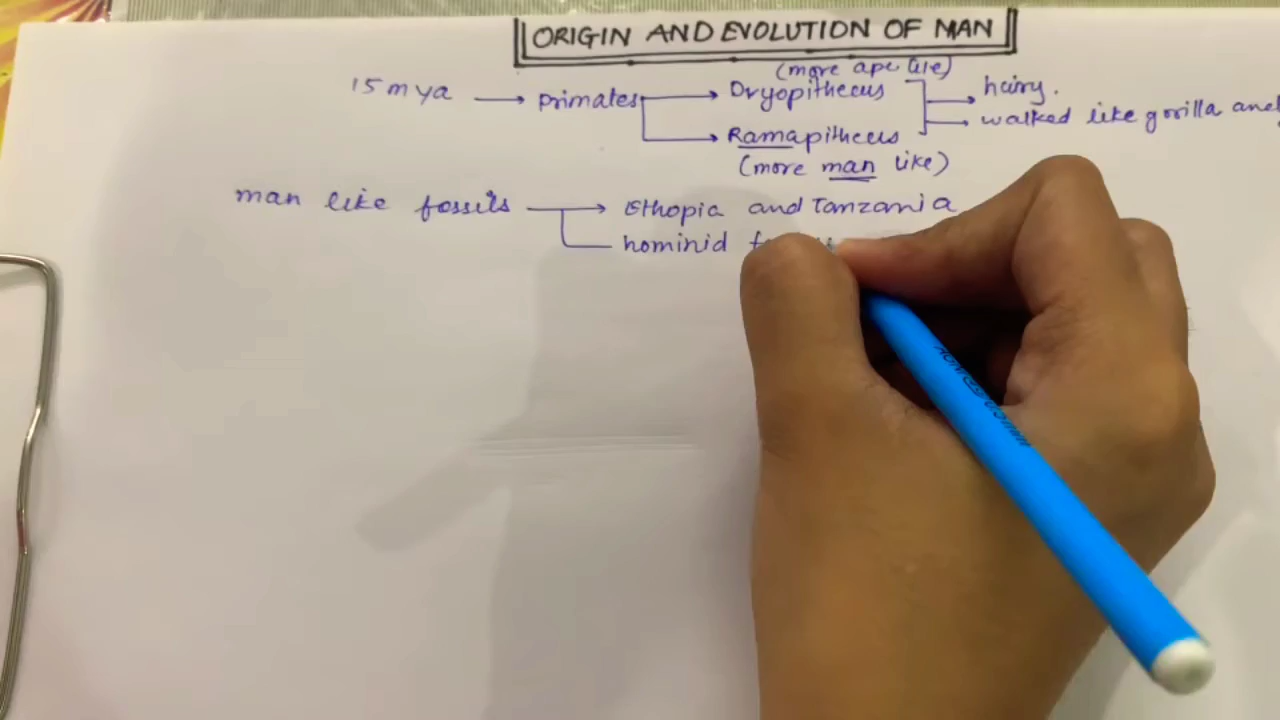 ORIGIN AND EVOLUTION OF MAN
(more ape like)
15 mya → primates → Dryopithecus → hairy.
→ walked like gorilla and
→ Ramapithecus
(more man like)
man like fossils → Ethopia and Tanzania
hominid